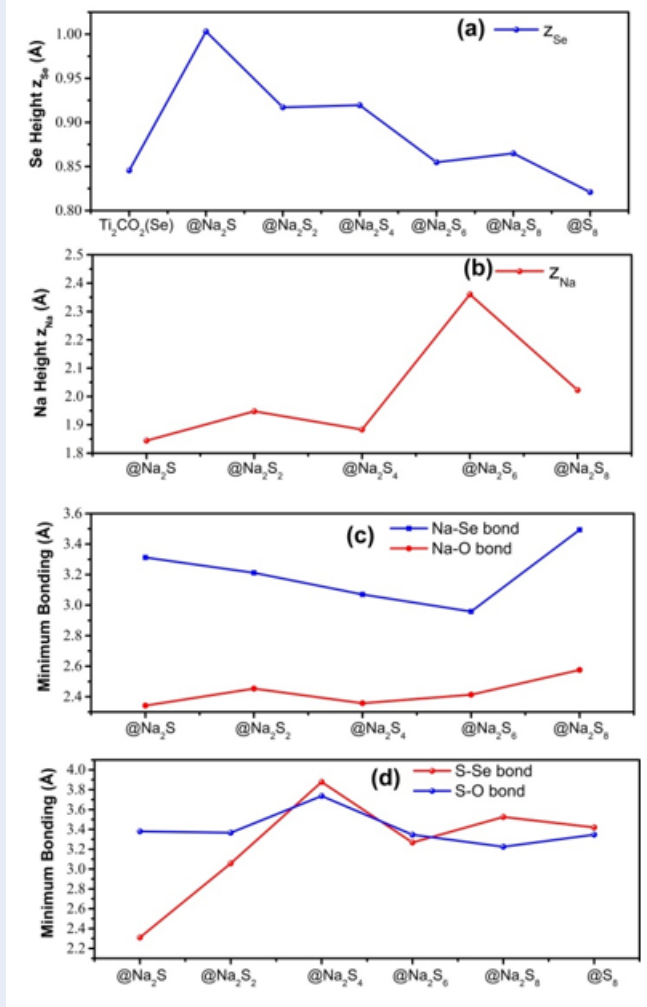 (a)
z_Se
Se Height z_Se (Å)
1.00
0.95
0.90
0.85
0.80
Ti₂CO₂(Se) @Na₂S @Na₂S₂ @Na₂S₄ @Na₂S₆ @Na₂S₈ @S₈
(b)
z_Na
Na Height z_Na (Å)
2.5
2.4
2.3
2.2
2.1
2.0
1.9
1.8
@Na₂S @Na₂S₂ @Na₂S₄ @Na₂S₆ @Na₂S₈
(c)
Na-Se bond
Na-O bond
Minimum Bonding (Å)
3.6
3.4
3.2
3.0
2.8
2.6
2.4
@Na₂S @Na₂S₂ @Na₂S₄ @Na₂S₆ @Na₂S₈
(d)
S-Se bond
S-O bond
Minimum Bonding (Å)
4.0
3.8
3.6
3.4
3.2
3.0
2.8
2.6
2.4
2.2
@Na₂S @Na₂S₂ @Na₂S₄ @Na₂S₆ @Na₂S₈ @S₈